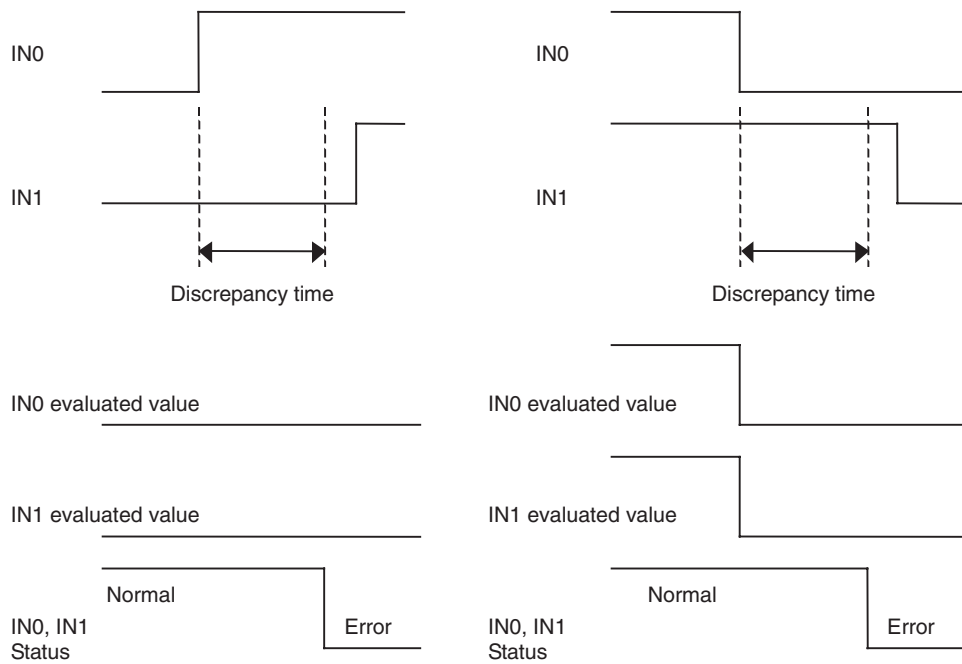 IN0
IN1
Discrepancy time
IN0 evaluated value
IN1 evaluated value
Normal
IN0, IN1
Status
Error
IN0
IN1
Discrepancy time
IN0 evaluated value
IN1 evaluated value
Normal
IN0, IN1
Status
Error